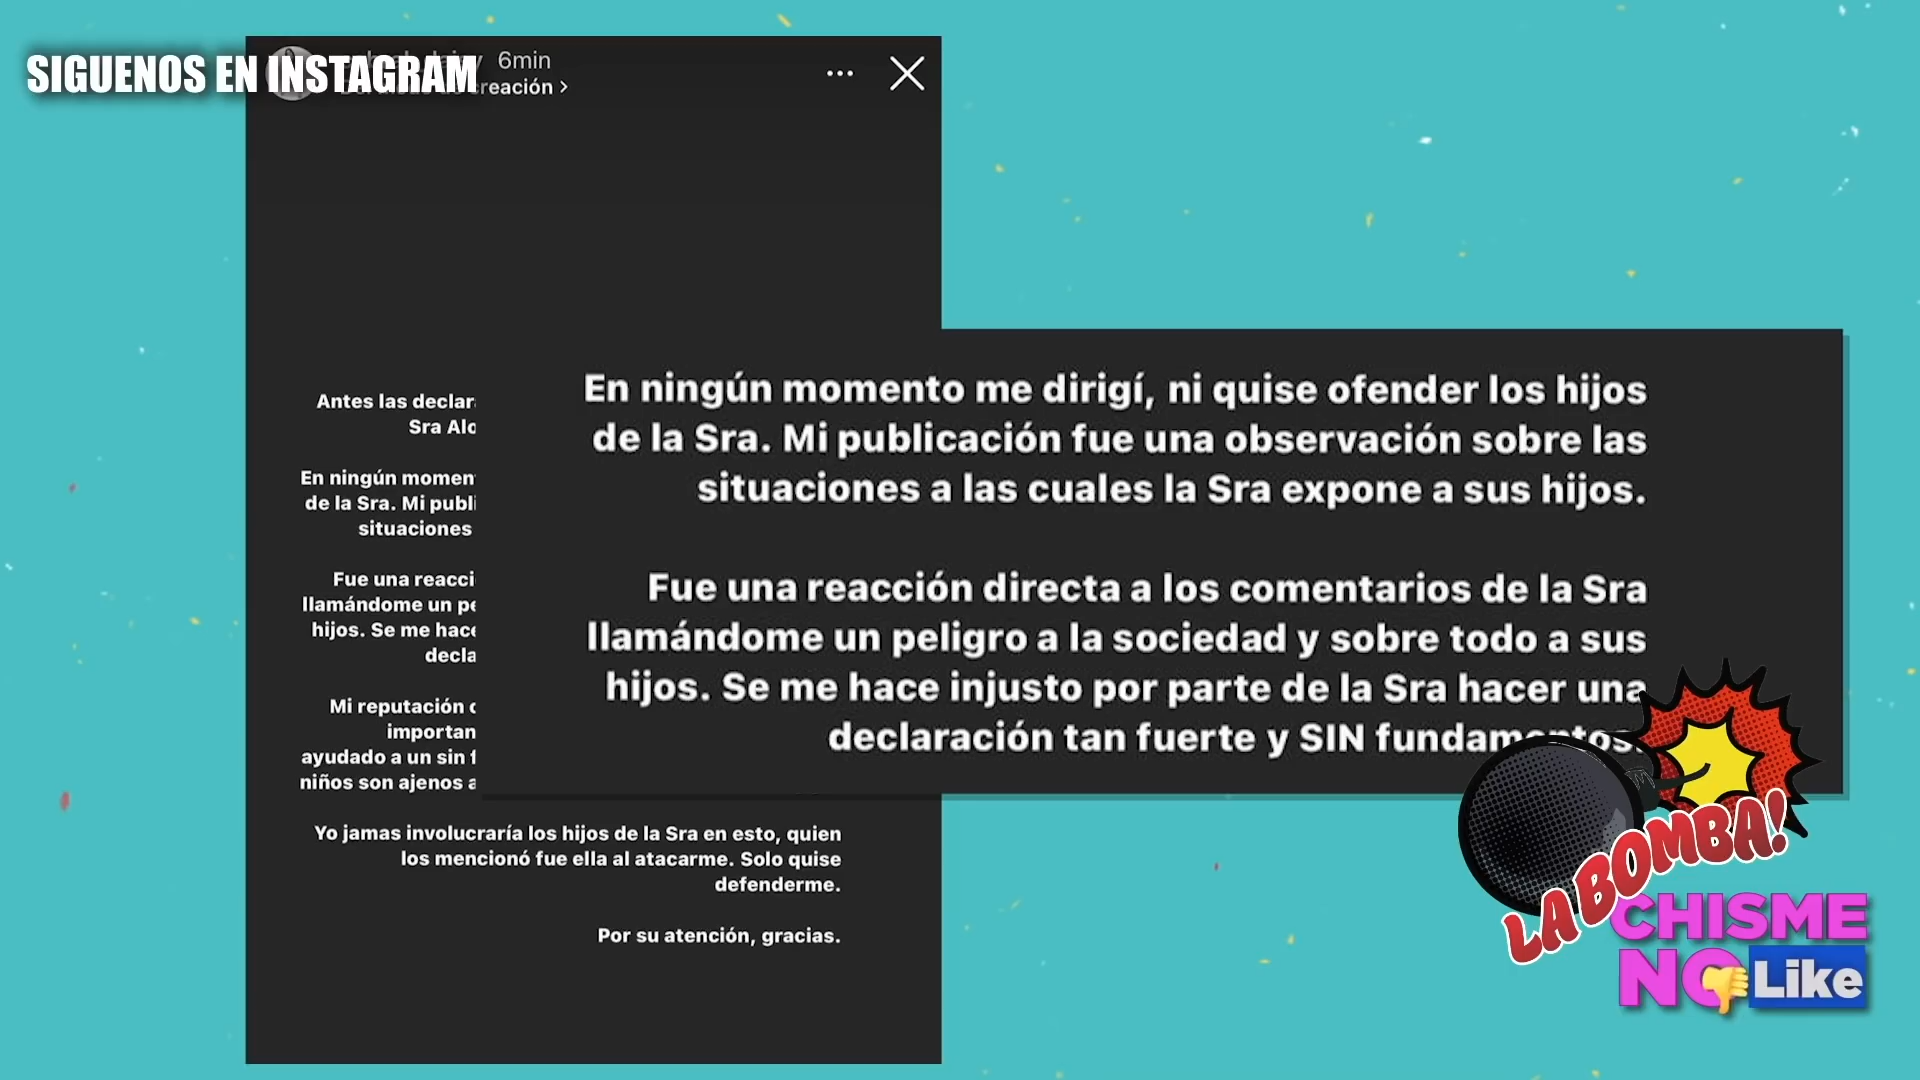 SIGUENOS EN INSTAGRAM
6min
creación >
Antes las declar
Sra Alo
En ningún momen
de la Sra. Mi publi
situaciones
Fue una reacci
llamándome un pe
hijos. Se me hace
decla
Mi reputación
importan
ayudado a un sin f
niños son ajenos a
Yo jamas involucraría los hijos de la Sra en esto, quien
los mencionó fue ella al atacarme. Solo quise
defenderme.
Por su atención, gracias.
En ningún momento me dirigí, ni quise ofender los hijos
de la Sra. Mi publicación fue una observación sobre las
situaciones a las cuales la Sra expone a sus hijos.
Fue una reacción directa a los comentarios de la Sra
llamándome un peligro a la sociedad y sobre todo a sus
hijos. Se me hace injusto por parte de la Sra hacer una
declaración tan fuerte y SIN fundamentos.
LA BOMBA!
CHISME
NO Like